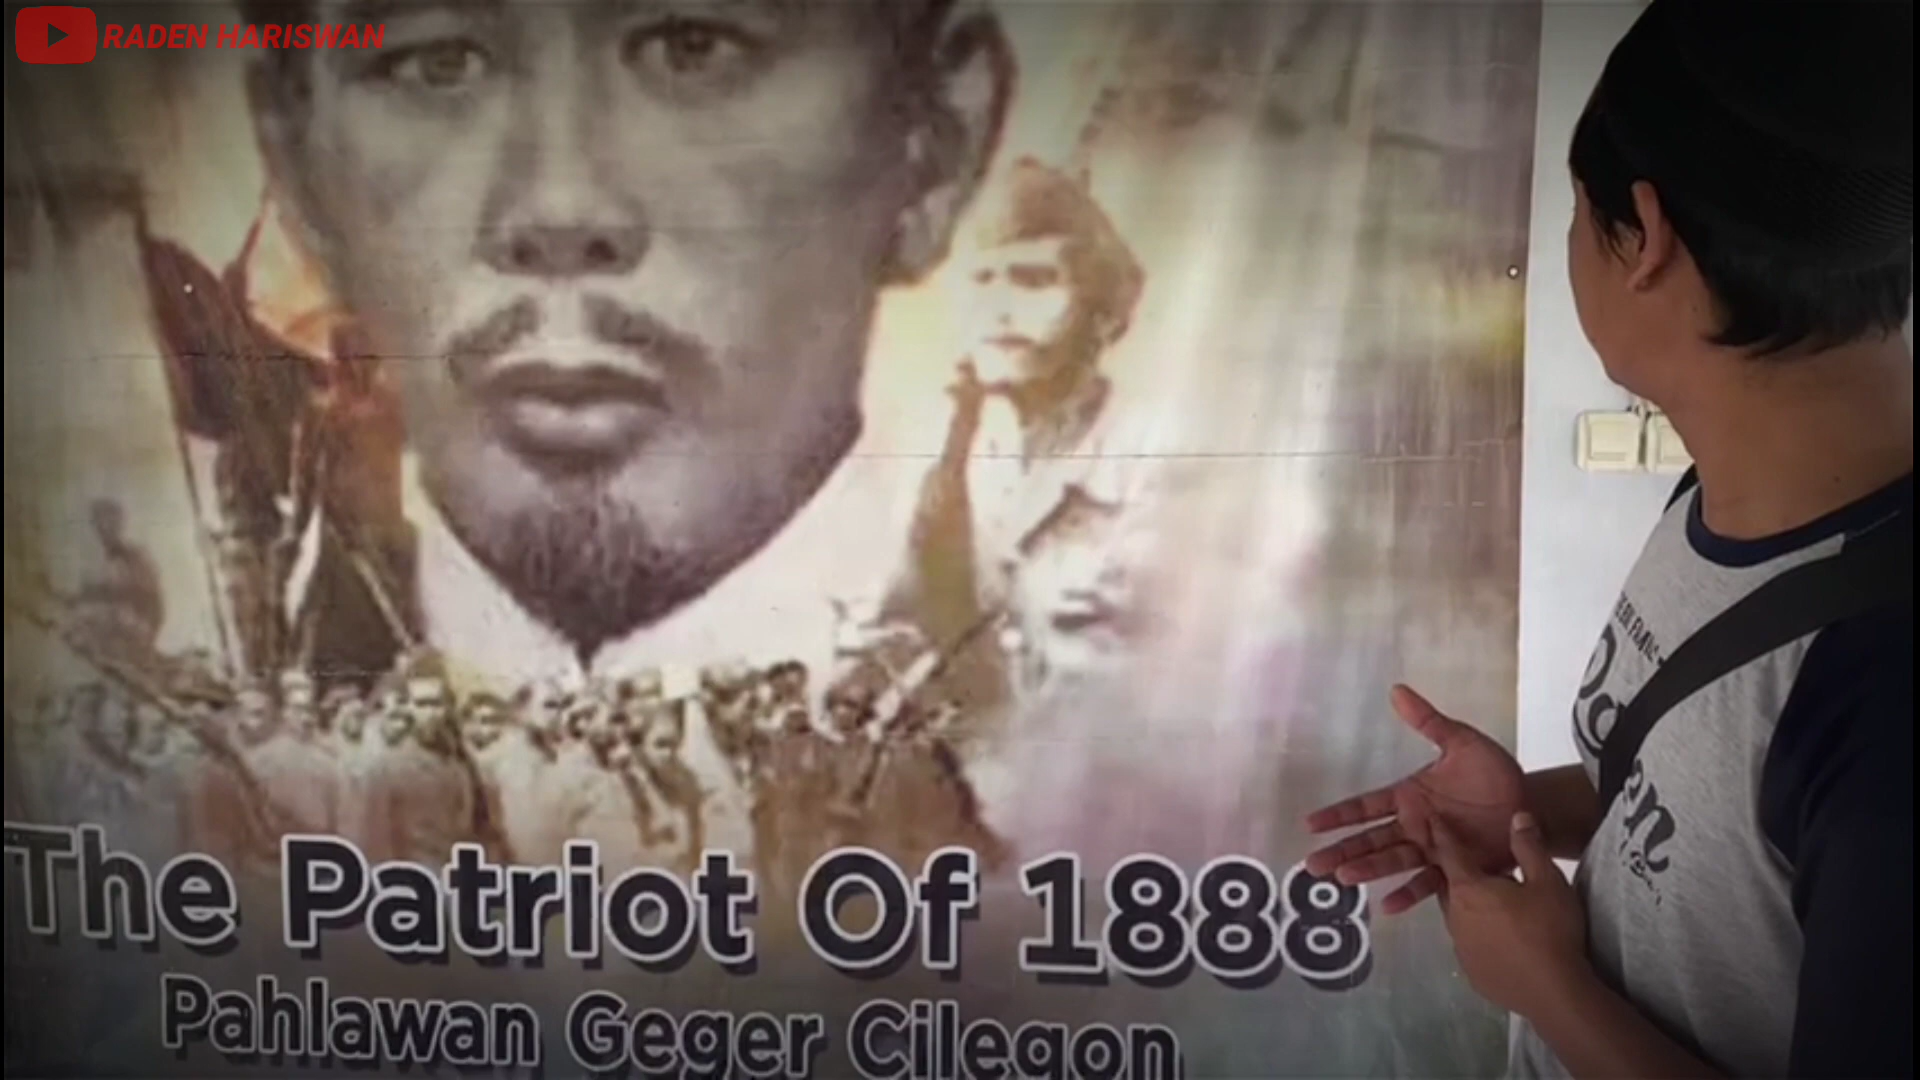 RADEN HARISWAN
The Patriot Of 1888
Pahlawan Geger Cilegon